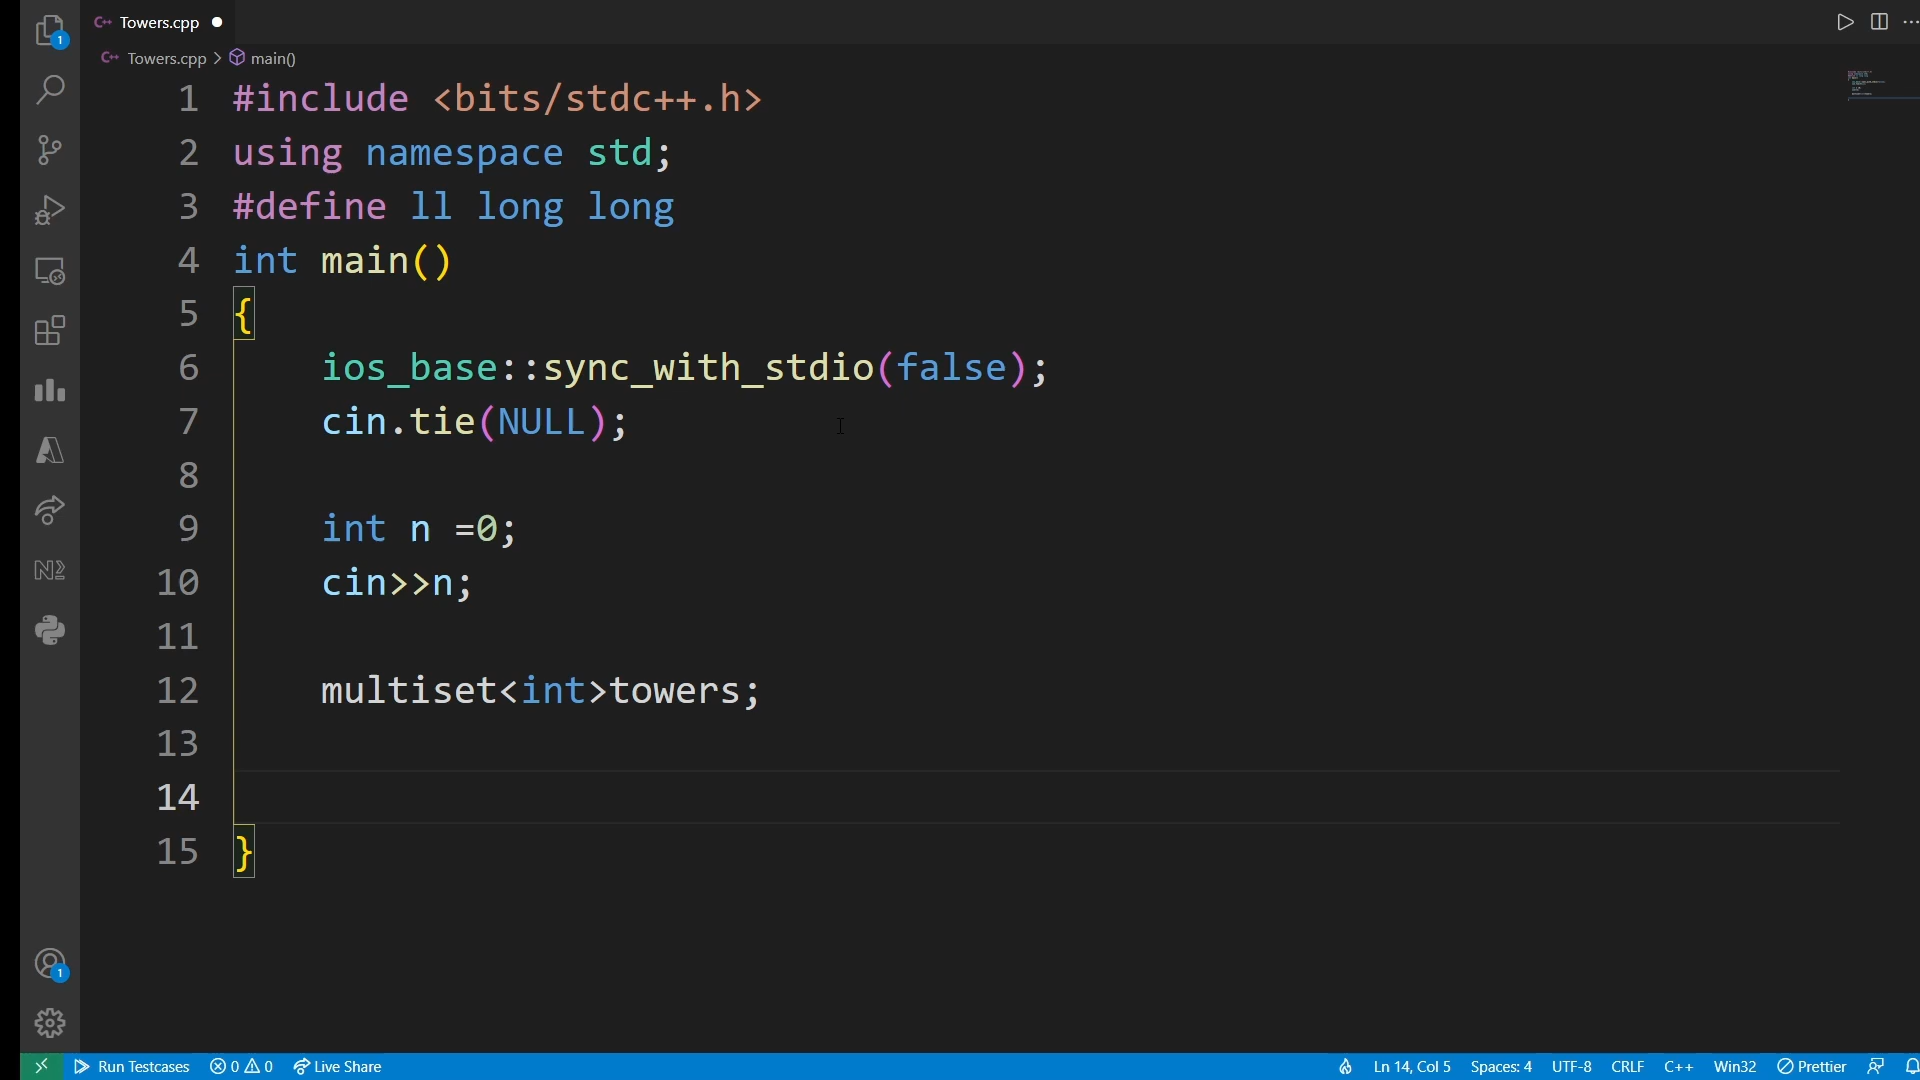 Towers.cpp
Towers.cpp > main()
1 #include <bits/stdc++.h>
2 using namespace std;
3 #define ll long long
4 int main()
5 {
6     ios_base::sync_with_stdio(false);
7     cin.tie(NULL);
8
9     int n =0;
10     cin>>n;
11
12     multiset<int>towers;
13
14
15 }
1
1
Run Testcases 0 0 Live Share Ln 14, Col 5 Spaces: 4 UTF-8 CRLF C++ Win32 Prettier